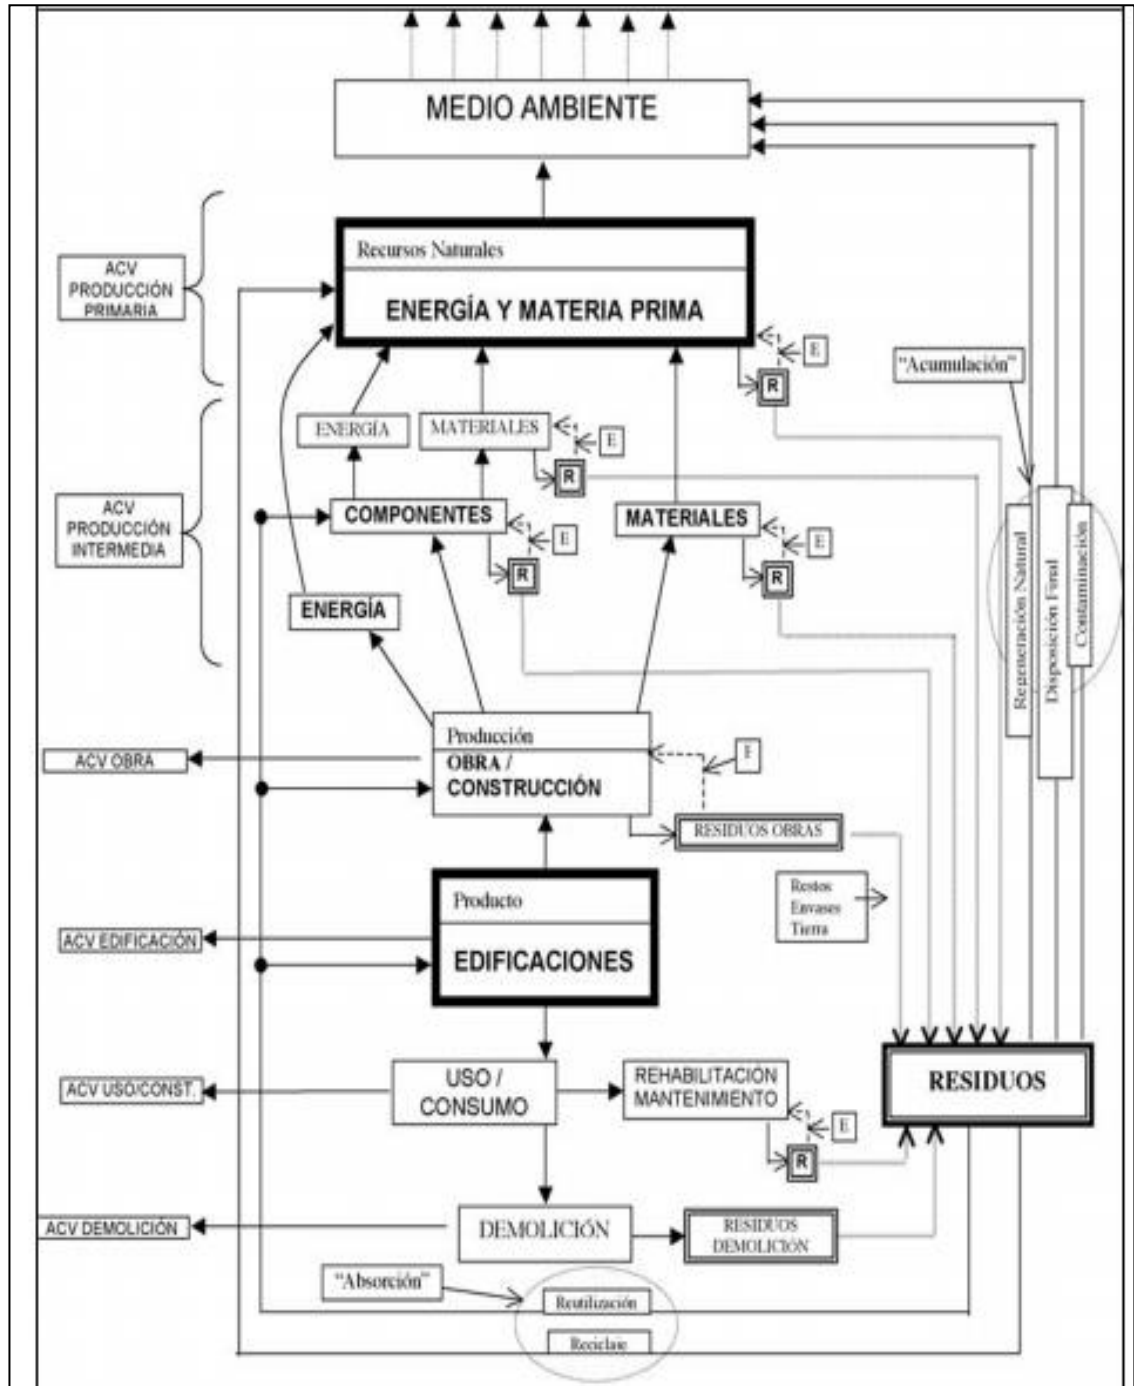 MEDIO AMBIENTE
Recursos Naturales
ENERGÍA Y MATERIA PRIMA
ACV
PRODUCCIÓN
PRIMARIA
E
R
"Acumulación"
ENERGÍA
MATERIALES
E
R
ACV
PRODUCCIÓN
INTERMEDIA
COMPONENTES
E
R
MATERIALES
E
R
ENERGÍA
Regeneración Natural
Disposición Final
Contaminación
Producción
OBRA /
CONSTRUCCIÓN
ACV OBRA
E
RESIDUOS OBRAS
Restos
Envases
Tierra
Producto
EDIFICACIONES
ACV EDIFICACIÓN
USO /
CONSUMO
ACV USO/CONST.
REHABILITACIÓN
MANTENIMIENTO
E
R
RESIDUOS
DEMOLICIÓN
ACV DEMOLICIÓN
RESIDUOS
DEMOLICIÓN
"Absorción"
Reutilización
Reciclaje